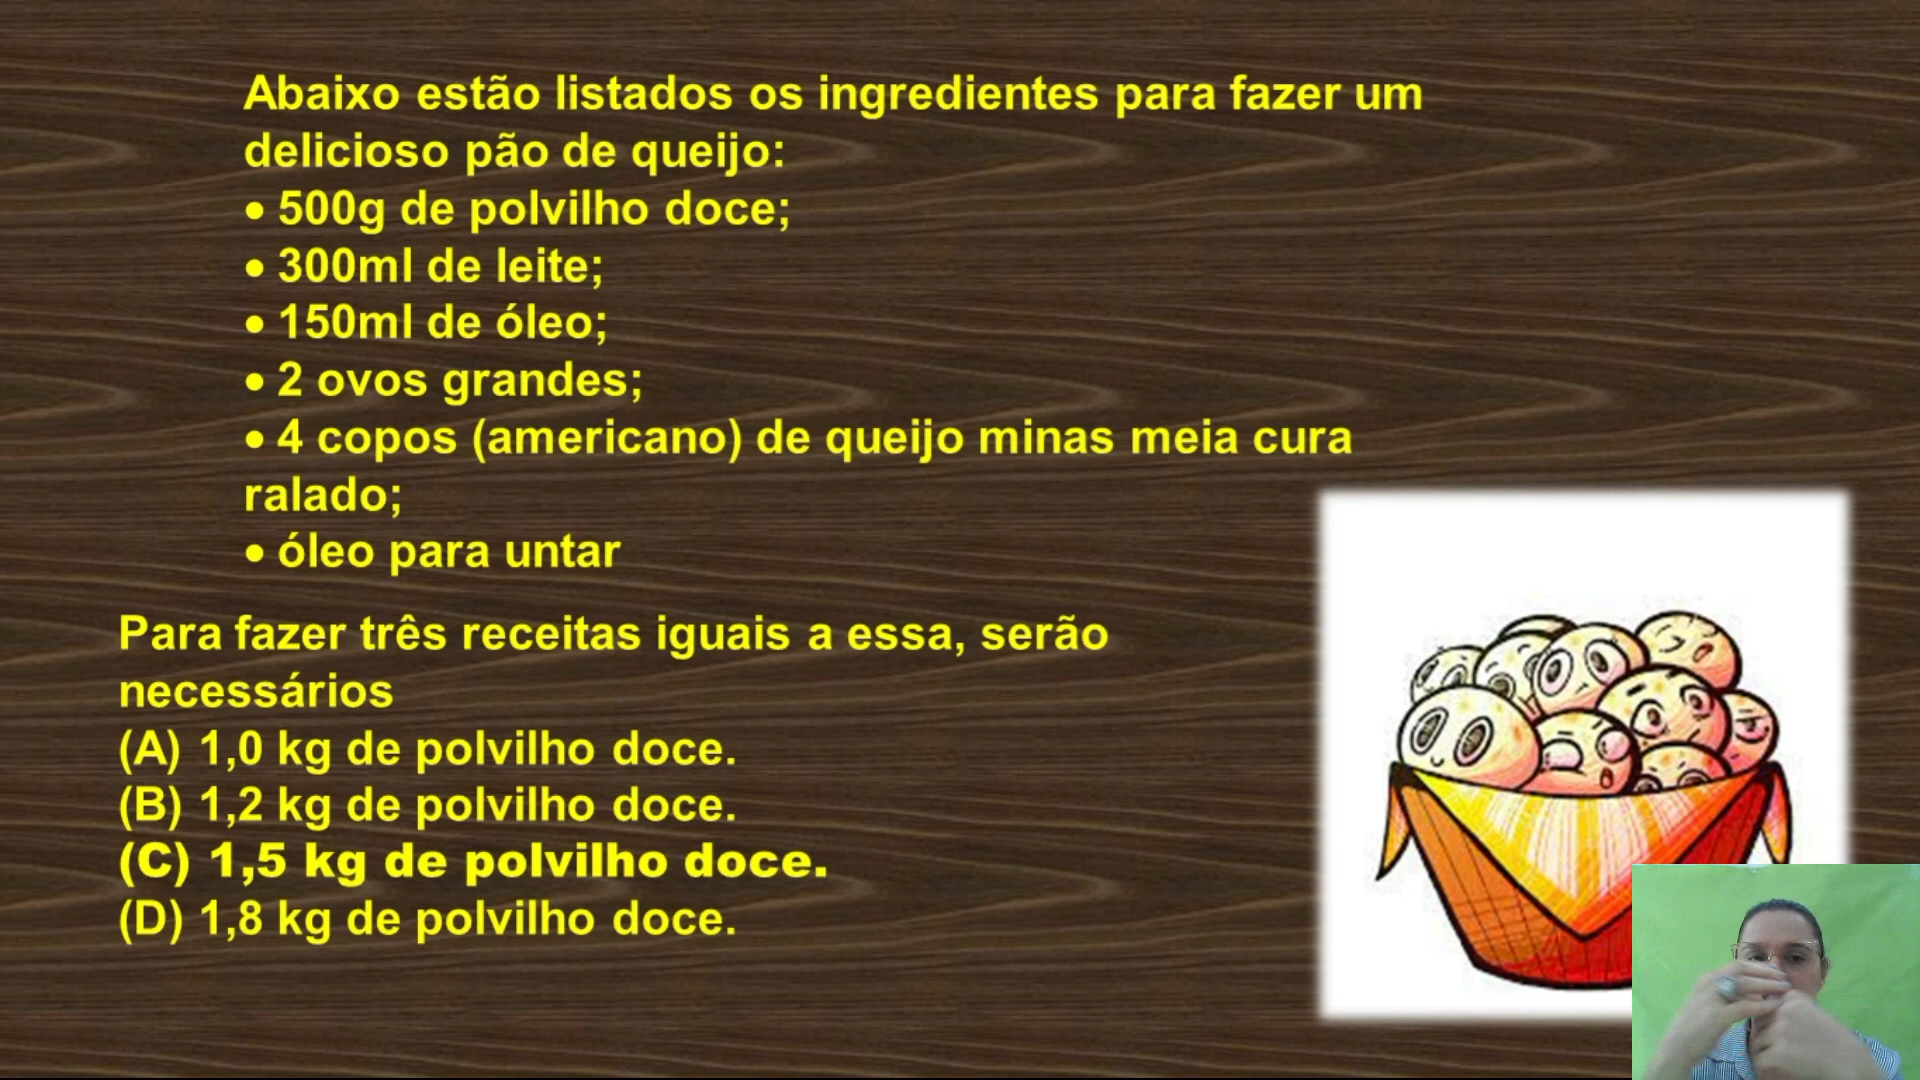 Abaixo estão listados os ingredientes para fazer um
delicioso pão de queijo:
• 500g de polvilho doce;
• 300ml de leite;
• 150ml de óleo;
• 2 ovos grandes;
• 4 copos (americano) de queijo minas meia cura
ralado;
• óleo para untar
Para fazer três receitas iguais a essa, serão
necessários
(A) 1,0 kg de polvilho doce.
(B) 1,2 kg de polvilho doce.
(C) 1,5 kg de polvilho doce.
(D) 1,8 kg de polvilho doce.